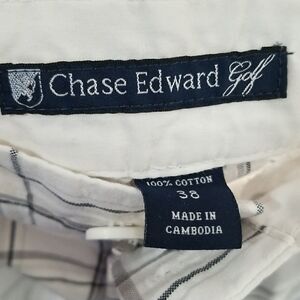 Chase Edward Golf
100% COTTON
38
MADE IN
CAMBODIA